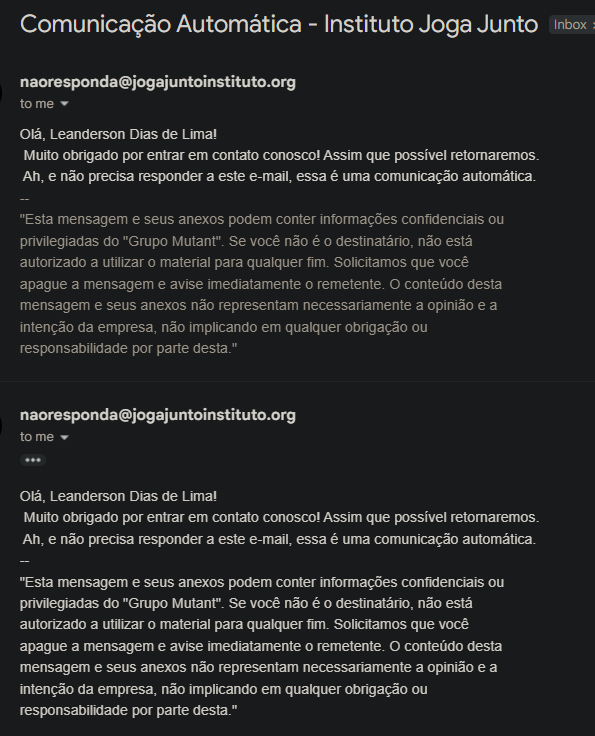 Comunicação Automática - Instituto Joga Junto Inbox
naoresponda@jogajuntoinstituto.org
to me
Olá, Leanderson Dias de Lima!
Muito obrigado por entrar em contato conosco! Assim que possível retornaremos.
Ah, e não precisa responder a este e-mail, essa é uma comunicação automática.
--
"Esta mensagem e seus anexos podem conter informações confidenciais ou
privilegiadas do "Grupo Mutant". Se você não é o destinatário, não está
autorizado a utilizar o material para qualquer fim. Solicitamos que você
apague a mensagem e avise imediatamente o remetente. O conteúdo desta
mensagem e seus anexos não representam necessariamente a opinião e a
intenção da empresa, não implicando em qualquer obrigação ou
responsabilidade por parte desta."
naoresponda@jogajuntoinstituto.org
to me
Olá, Leanderson Dias de Lima!
Muito obrigado por entrar em contato conosco! Assim que possível retornaremos.
Ah, e não precisa responder a este e-mail, essa é uma comunicação automática.
--
"Esta mensagem e seus anexos podem conter informações confidenciais ou
privilegiadas do "Grupo Mutant". Se você não é o destinatário, não está
autorizado a utilizar o material para qualquer fim. Solicitamos que você
apague a mensagem e avise imediatamente o remetente. O conteúdo desta
mensagem e seus anexos não representam necessariamente a opinião e a
intenção da empresa, não implicando em qualquer obrigação ou
responsabilidade por parte desta."